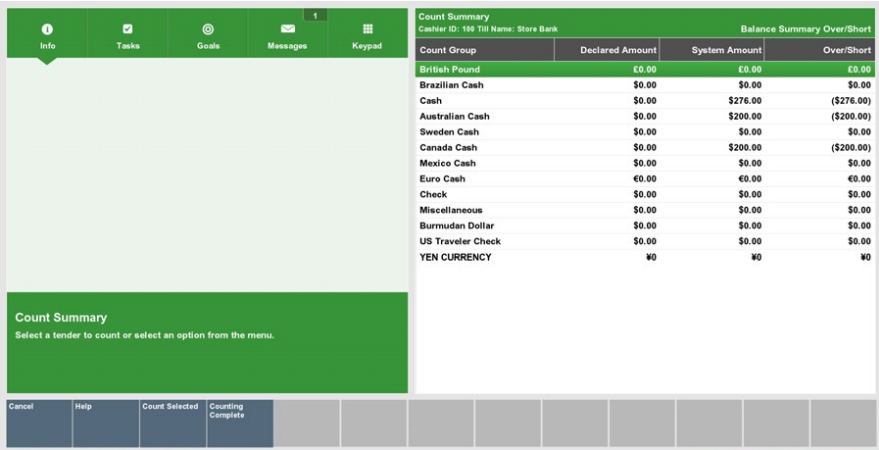 1
Info Tasks Goals Messages Keypad
Count Summary
Select a tender to count or select an option from the menu.
Count Summary
Cashier ID: 100 Till Name: Store Bank Balance Summary Over/Short
Count Group Declared Amount System Amount Over/Short
British Pound £0.00 £0.00 £0.00
Brazilian Cash $0.00 $0.00 $0.00
Cash $0.00 $276.00 ($276.00)
Australian Cash $0.00 $200.00 ($200.00)
Sweden Cash $0.00 $0.00 $0.00
Canada Cash $0.00 $200.00 ($200.00)
Mexico Cash $0.00 $0.00 $0.00
Euro Cash €0.00 €0.00 €0.00
Check $0.00 $0.00 $0.00
Miscellaneous $0.00 $0.00 $0.00
Burmudan Dollar $0.00 $0.00 $0.00
US Traveler Check $0.00 $0.00 $0.00
YEN CURRENCY ¥0 ¥0 ¥0
Cancel Help Count Selected Counting
Complete